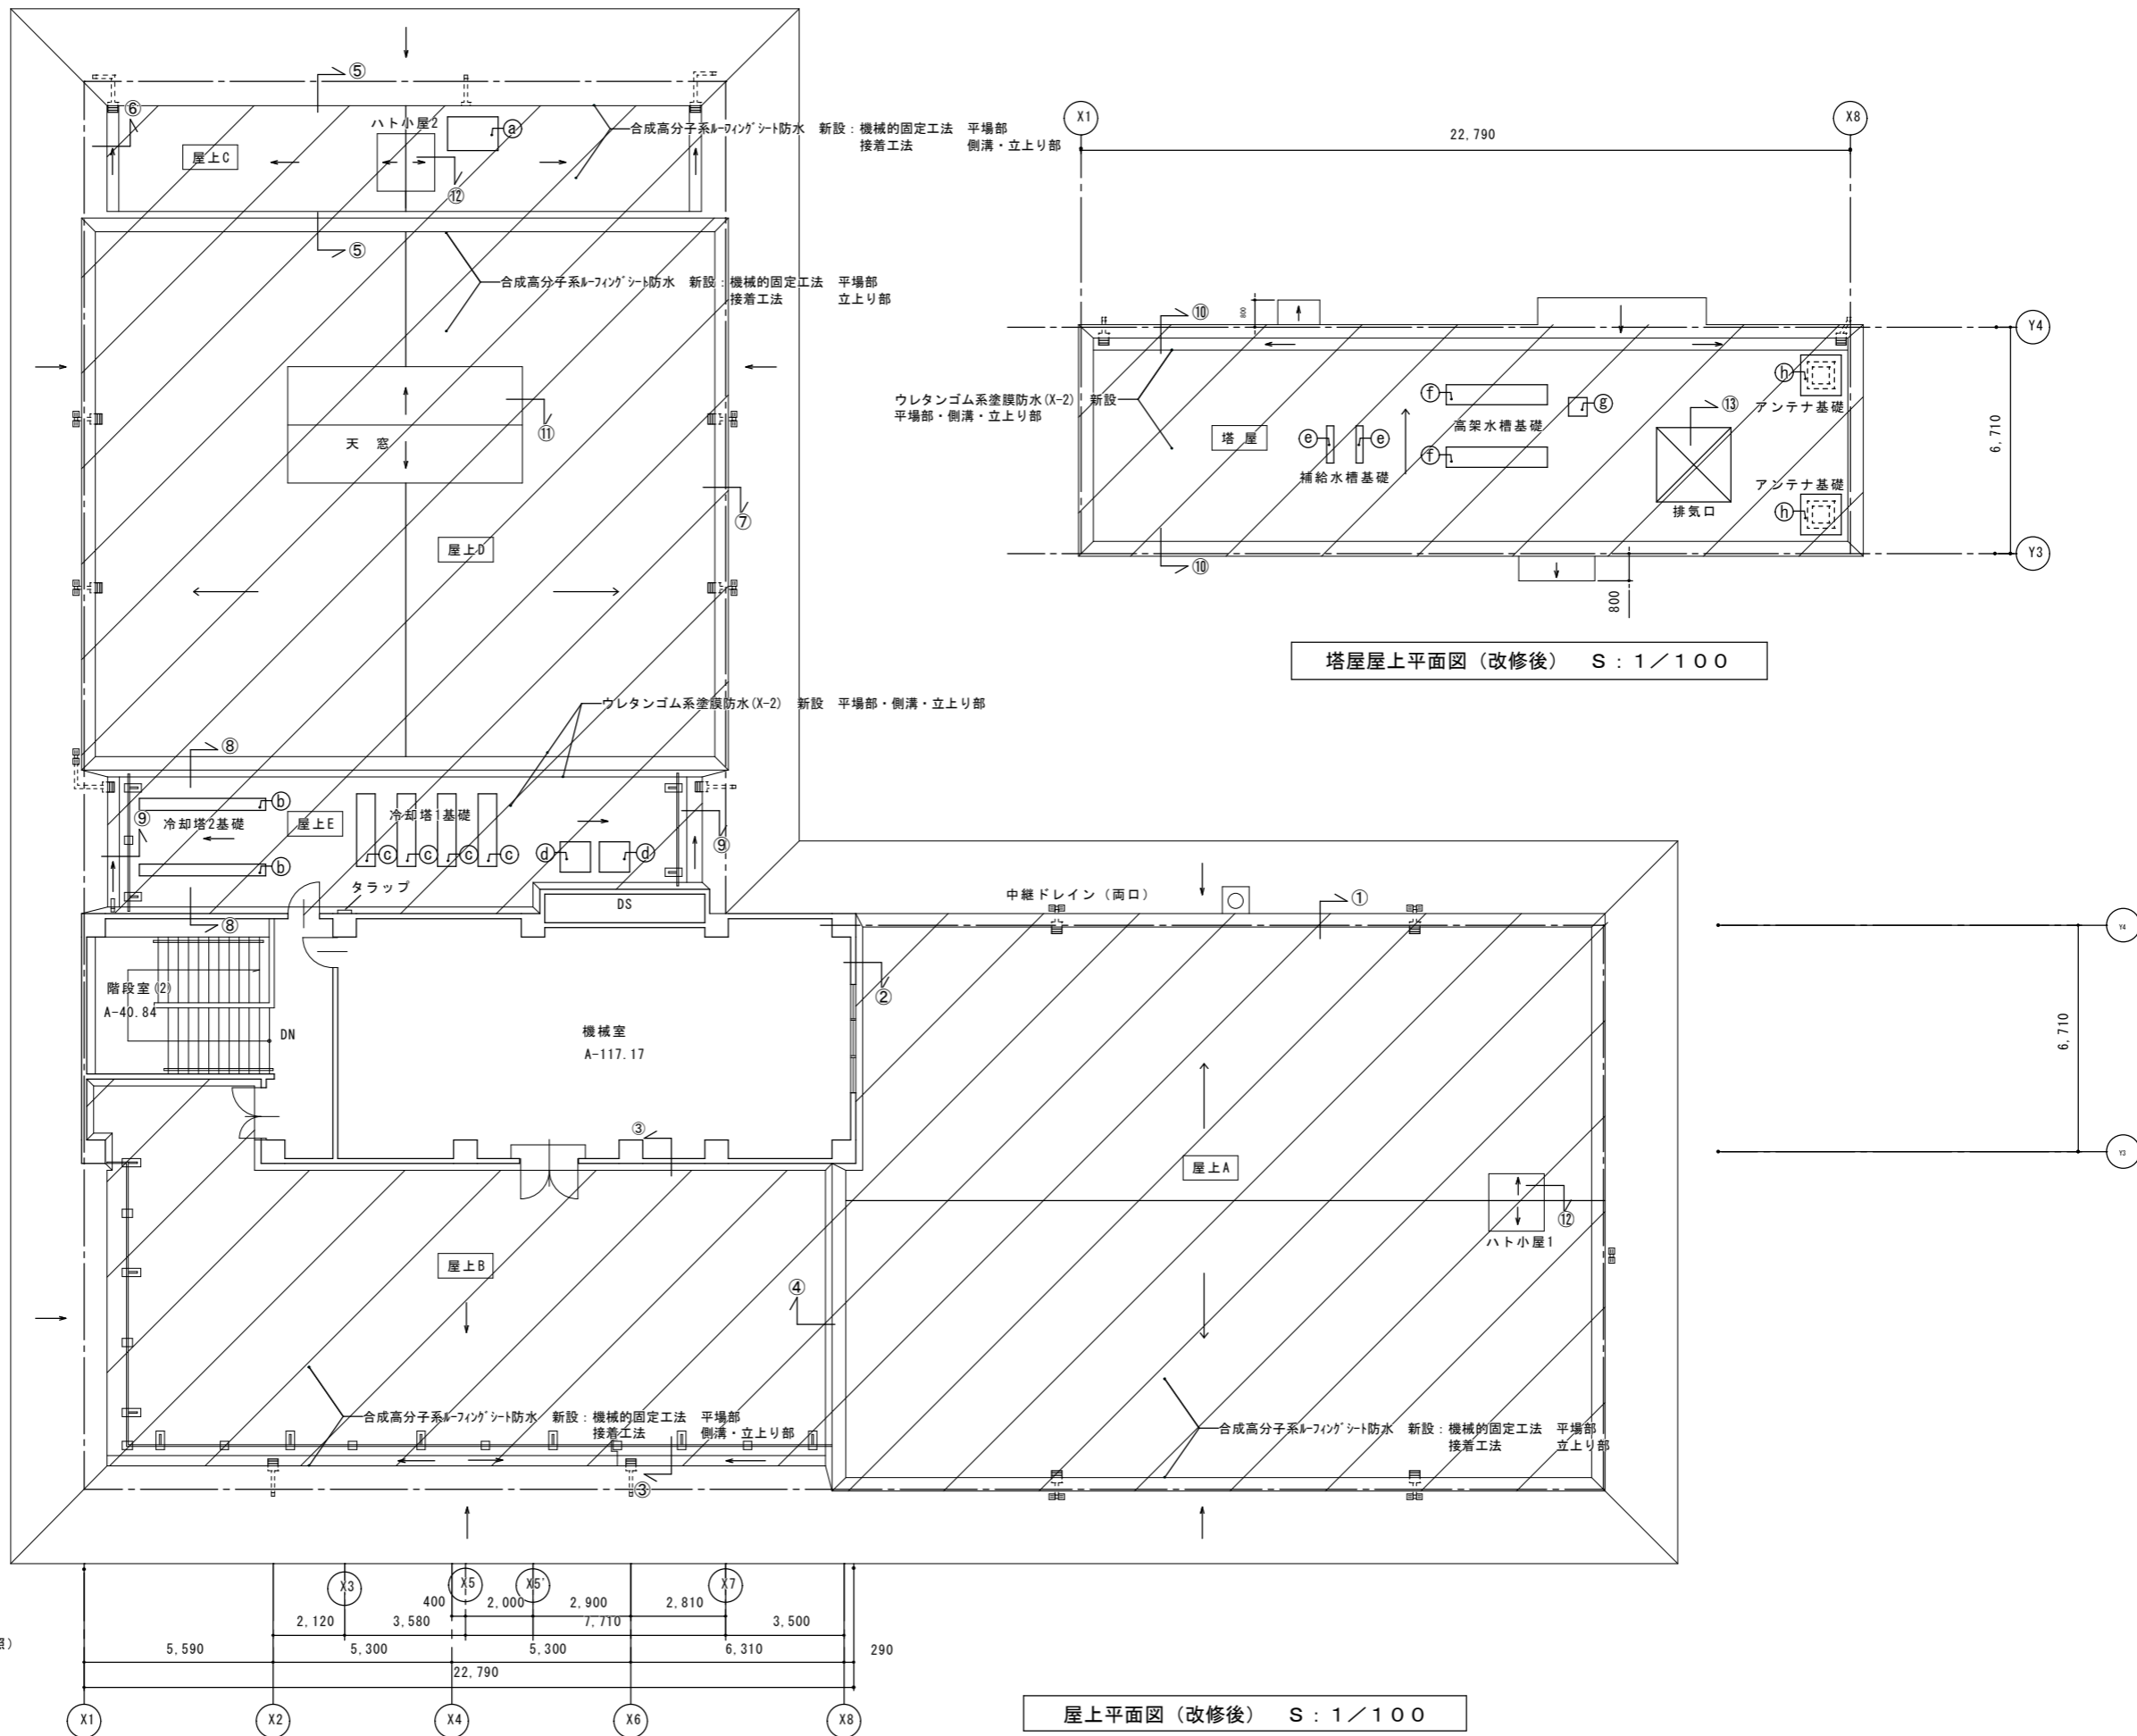 ⑤
⑥
ハト小屋2
ⓐ
合成高分子系ルーフィングシート防水 新設：機械的固定工法 平場部
接着工法 側溝・立上り部
屋上C
⑫
⑤
合成高分子系ルーフィングシート防水 新設：機械的固定工法 平場部
接着工法 立上り部
天 窓
⑪
⑦
屋上D
ウレタンゴム系塗膜防水(X-2) 新設 平場部・側溝・立上り部
⑧
ⓑ
⑨
冷却塔2基礎
屋上E
冷却塔1基礎
ⓒ
ⓒ
ⓒ
ⓒ
ⓓ
ⓓ
⑨
ⓑ
タラップ
DS
⑧
中継ドレイン（両口）
①
②
階段室(2)
A-40.84
DN
機械室
A-117.17
③
屋上A
⑫
ハト小屋1
屋上B
④
合成高分子系ルーフィングシート防水 新設：機械的固定工法 平場部
接着工法 側溝・立上り部
合成高分子系ルーフィングシート防水 新設：機械的固定工法 平場部
接着工法 立上り部
③
Y4
6,710
Y3
X3
X5
X5'
X7
400
2,000
2,900
2,810
2,120
3,580
7,710
3,500
照）
5,590
5,300
5,300
6,310
290
22,790
X1
X2
X4
X6
X8
屋上平面図（改修後） S：1／100
X1
X8
22,790
800
⑩
Y4
ウレタンゴム系塗膜防水(X-2) 新設
平場部・側溝・立上り部
塔屋
ⓔ
ⓔ
補給水槽基礎
ⓕ
高架水槽基礎
ⓕ
ⓖ
⑬
排気口
ⓗ
アンテナ基礎
アンテナ基礎
ⓗ
6,710
⑩
Y3
800
塔屋屋上平面図（改修後） S：1／100